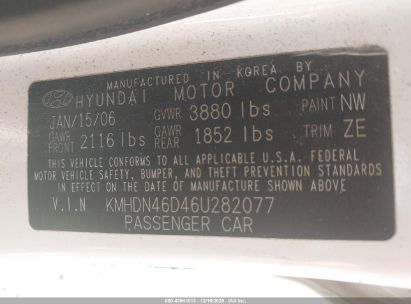 MANUFACTURED IN KOREA BY
HYUNDAI MOTOR COMPANY
JAN/15/06 GVWR 3880 lbs PAINT NW
GAWR FRONT 2116 lbs GAWR REAR 1852 lbs TRIM ZE
THIS VEHICLE CONFORMS TO ALL APPLICABLE U.S.A. FEDERAL
MOTOR VEHICLE SAFETY, BUMPER, AND THEFT PREVENTION STANDARDS
IN EFFECT ON THE DATE OF MANUFACTURE SHOWN ABOVE
V.I.N KMHDN46D46U282077
PASSENGER CAR